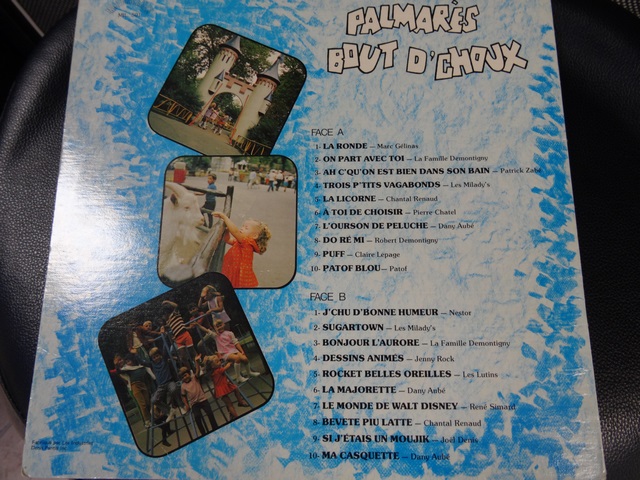 PALMARÈS
BOUT D'CHOUX
FACE A
1- LA RONDE — Marc Gélinas
2- ON PART AVEC TOI — La Famille Demontigny
3- AH C'QU'ON EST BIEN DANS SON BAIN — Patrick Zabé
4- TROIS P'TITS VAGABONDS — Les Milady's
5- LA LICORNE — Chantal Renaud
6- À TOI DE CHOISIR — Pierre Chatel
7- L'OURSON DE PELUCHE — Dany Aubé
8- DO RÉ MI — Robert Demontigny
9- PUFF — Claire Lepage
10- PATOF BLOU — Patof
FACE B
1- J'CHU D'BONNE HUMEUR — Nestor
2- SUGARTOWN — Les Milady's
3- BONJOUR L'AURORE — La Famille Demontigny
4- DESSINS ANIMÉS — Jenny Rock
5- ROCKET BELLES OREILLES — Les Lutins
6- LA MAJORETTE — Dany Aubé
7- LE MONDE DE WALT DISNEY — René Simard
8- BEVETE PIU LATTE — Chantal Renaud
9- SI J'ÉTAIS UN MOUJIK — Joël Denis
10- MA CASQUETTE — Dany Aubé